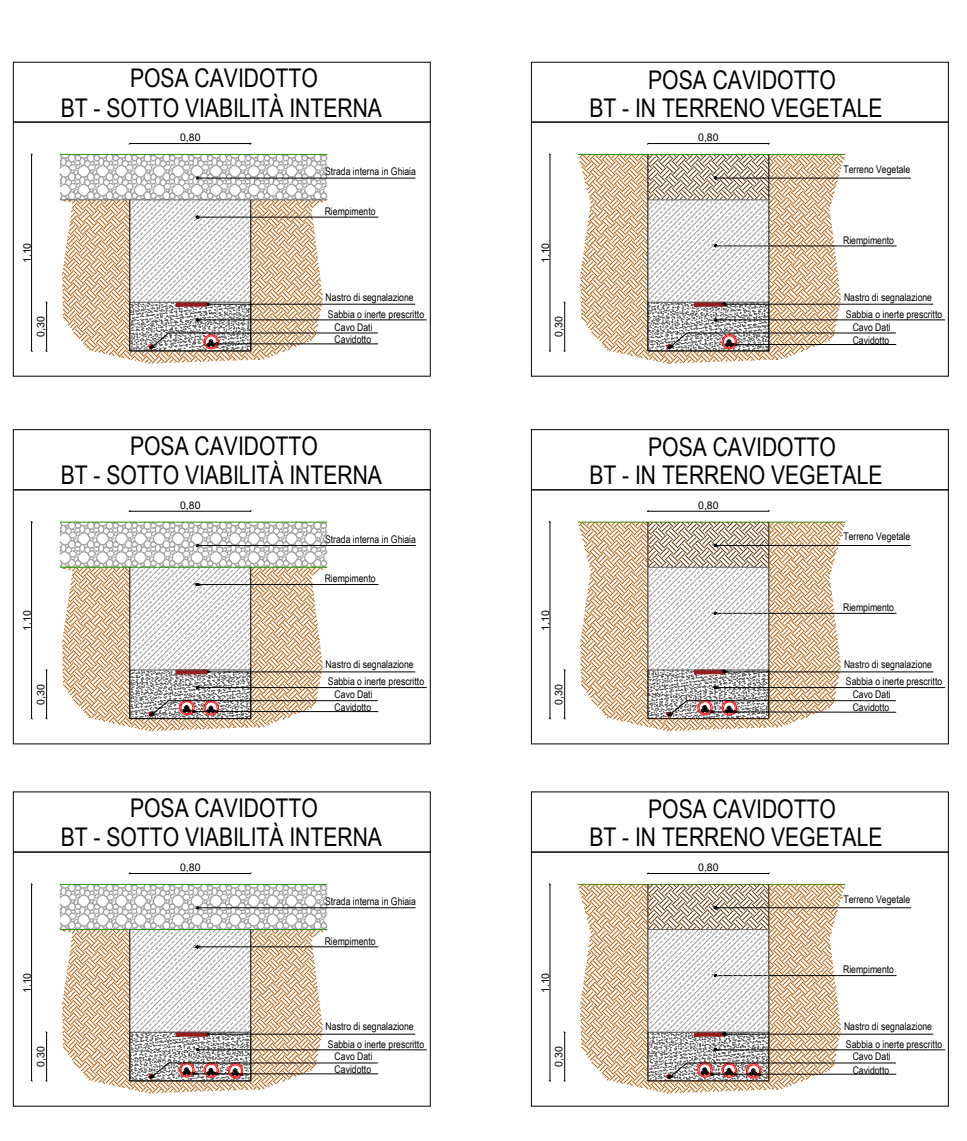 POSA CAVIDOTTO
BT - SOTTO VIABILITÀ INTERNA
0,80
1,10
0,30
Strada interna in Ghiaia
Riempimento
Nastro di segnalazione
Sabbia o inerte prescritto
Cavo Dati
Cavidotto
POSA CAVIDOTTO
BT - IN TERRENO VEGETALE
0,80
1,10
0,30
Terreno Vegetale
Riempimento
Nastro di segnalazione
Sabbia o inerte prescritto
Cavo Dati
Cavidotto
POSA CAVIDOTTO
BT - SOTTO VIABILITÀ INTERNA
0,80
1,10
0,30
Strada interna in Ghiaia
Riempimento
Nastro di segnalazione
Sabbia o inerte prescritto
Cavo Dati
Cavidotto
POSA CAVIDOTTO
BT - IN TERRENO VEGETALE
0,80
1,10
0,30
Terreno Vegetale
Riempimento
Nastro di segnalazione
Sabbia o inerte prescritto
Cavo Dati
Cavidotto
POSA CAVIDOTTO
BT - SOTTO VIABILITÀ INTERNA
0,80
1,10
0,30
Strada interna in Ghiaia
Riempimento
Nastro di segnalazione
Sabbia o inerte prescritto
Cavo Dati
Cavidotto
POSA CAVIDOTTO
BT - IN TERRENO VEGETALE
0,80
1,10
0,30
Terreno Vegetale
Riempimento
Nastro di segnalazione
Sabbia o inerte prescritto
Cavo Dati
Cavidotto